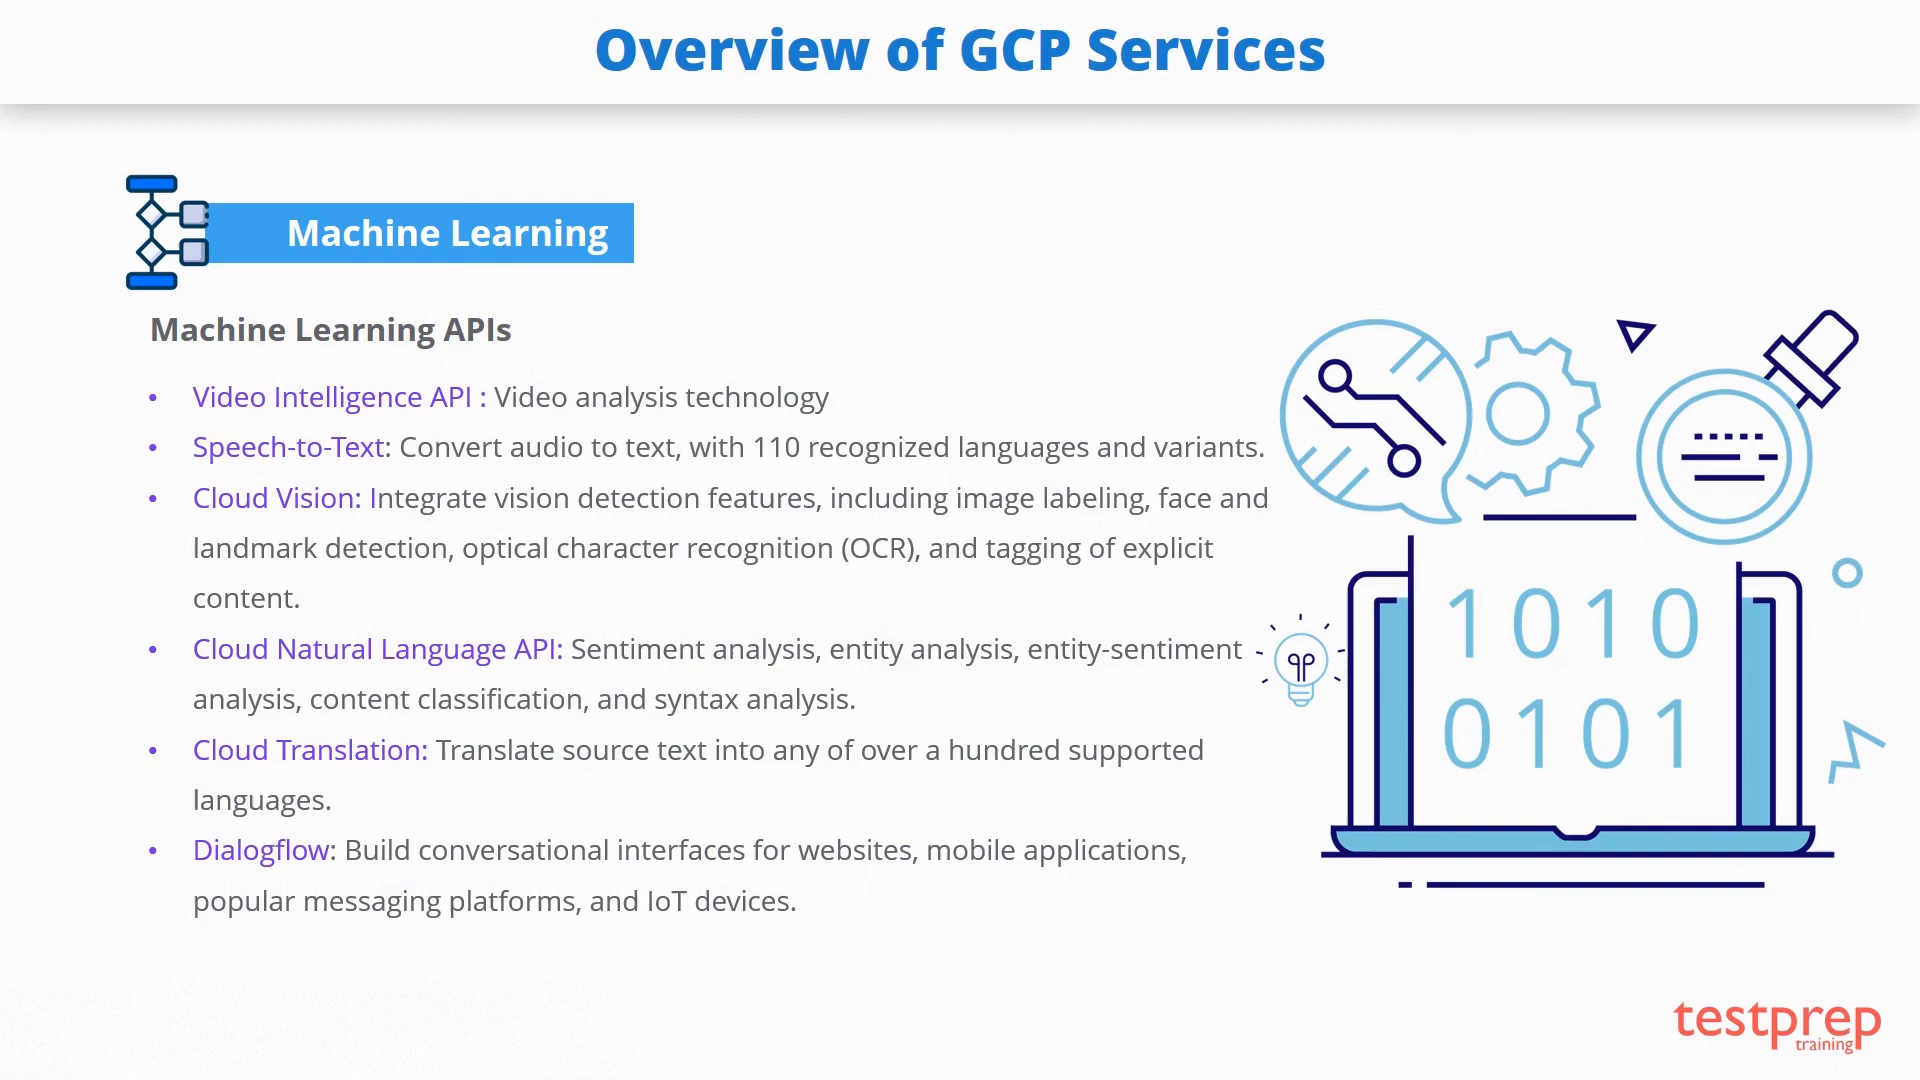 Overview of GCP Services
Machine Learning
Machine Learning APIs
• Video Intelligence API : Video analysis technology
• Speech-to-Text: Convert audio to text, with 110 recognized languages and variants.
• Cloud Vision: Integrate vision detection features, including image labeling, face and
landmark detection, optical character recognition (OCR), and tagging of explicit
content.
• Cloud Natural Language API: Sentiment analysis, entity analysis, entity-sentiment
analysis, content classification, and syntax analysis.
• Cloud Translation: Translate source text into any of over a hundred supported
languages.
• Dialogflow: Build conversational interfaces for websites, mobile applications,
popular messaging platforms, and IoT devices.
1010
0101
testprep
training